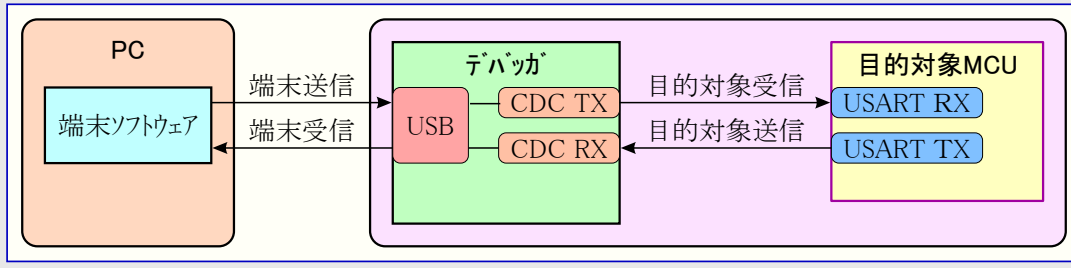 PC
端末ソフトウェア
端末送信
端末受信
デバッガ
USB
CDC TX
CDC RX
目的対象受信
目的対象送信
目的対象MCU
USART RX
USART TX